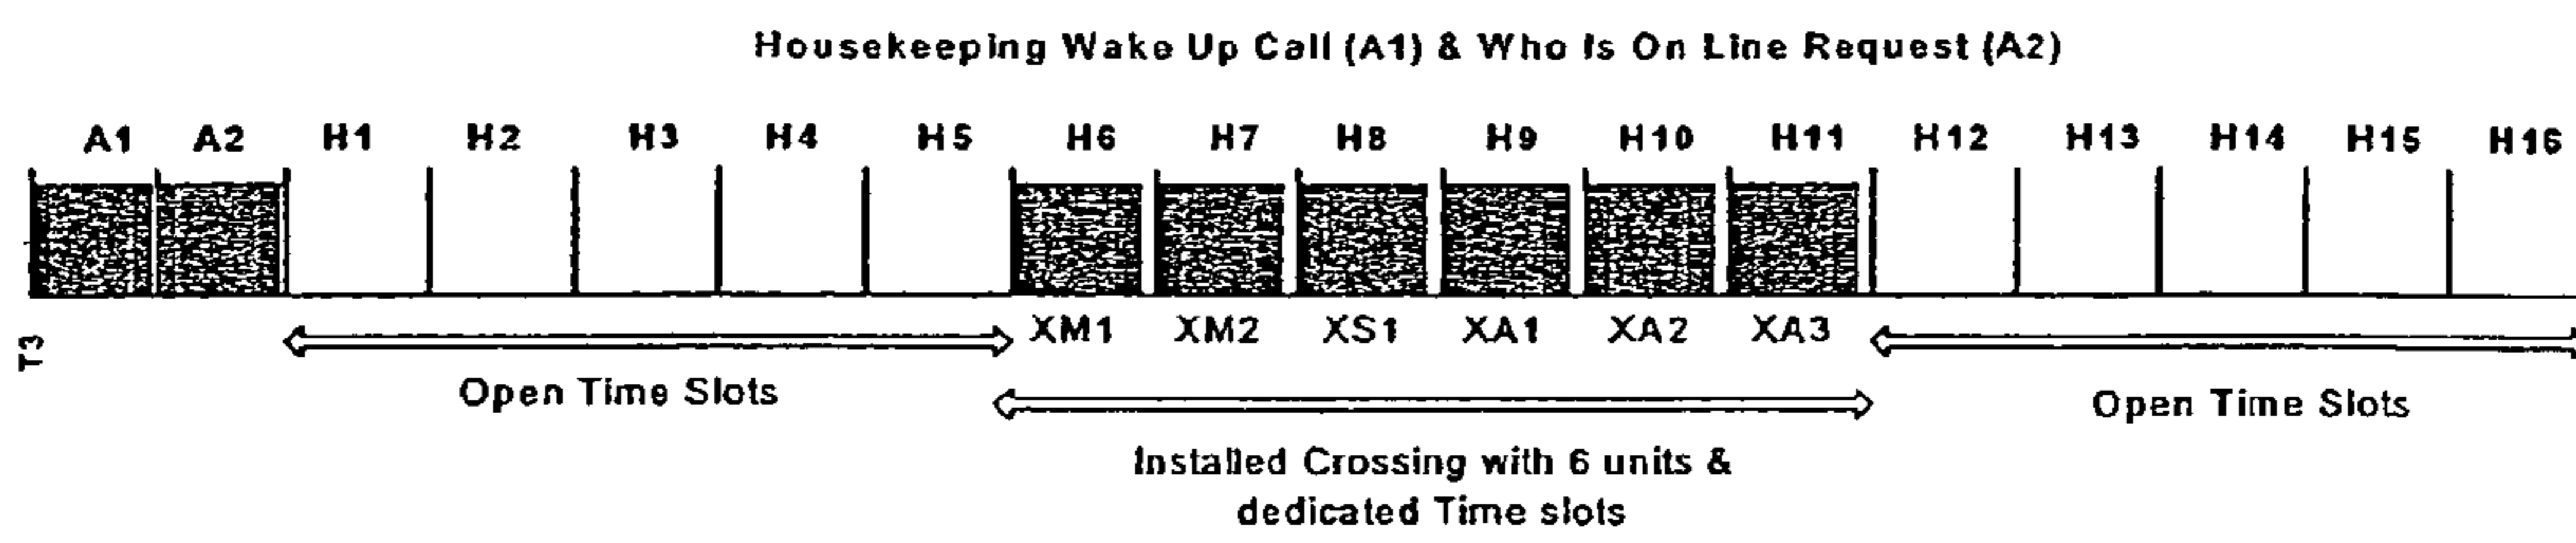 Housekeeping Wake Up Call (A1) & Who Is On Line Request (A2)
A1 A2 H1 H2 H3 H4 H5 H6 H7 H8 H9 H10 H11 H12 H13 H14 H15 H16
XM1 XM2 XS1 XA1 XA2 XA3
T3
Open Time Slots
Open Time Slots
Installed Crossing with 6 units &
dedicated Time slots